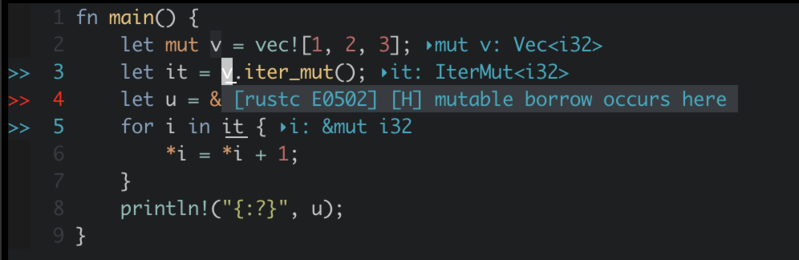 1 fn main() {
2 let mut v = vec![1, 2, 3]; ‣mut v: Vec<i32>
>> 3 let it = v.iter_mut(); ‣it: IterMut<i32>
>> 4 let u = & [rustc E0502] [H] mutable borrow occurs here
>> 5 for i in it { ‣i: &mut i32
6 *i = *i + 1;
7 }
8 println!("{:?}", u);
9 }